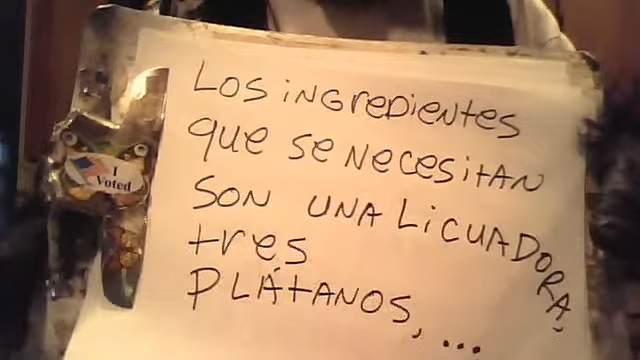 Los ingredientes
que se necesitan
son una licuadora,
tres
plátanos, ...
I
Voted